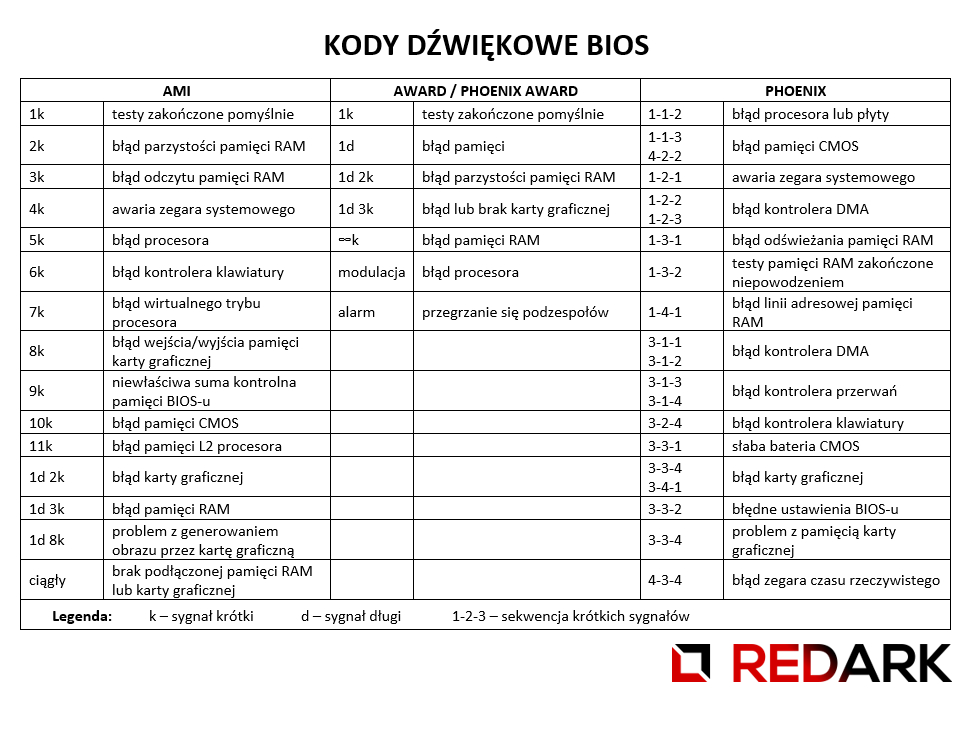 KODY DŹWIĘKOWE BIOS
AMI AWARD / PHOENIX AWARD PHOENIX
1k testy zakończone pomyślnie 1k testy zakończone pomyślnie 1-1-2 błąd procesora lub płyty
2k błąd parzystości pamięci RAM 1d błąd pamięci 1-1-3
4-2-2 błąd pamięci CMOS
3k błąd odczytu pamięci RAM 1d 2k błąd parzystości pamięci RAM 1-2-1 awaria zegara systemowego
4k awaria zegara systemowego 1d 3k błąd lub brak karty graficznej 1-2-2
1-2-3 błąd kontrolera DMA
5k błąd procesora ∞k błąd pamięci RAM 1-3-1 błąd odświeżania pamięci RAM
6k błąd kontrolera klawiatury modulacja błąd procesora 1-3-2 testy pamięci RAM zakończone
niepowodzeniem
7k błąd wirtualnego trybu
procesora alarm przegrzanie się podzespołów 1-4-1 błąd linii adresowej pamięci
RAM
8k błąd wejścia/wyjścia pamięci
karty graficznej 3-1-1
3-1-2 błąd kontrolera DMA
9k niewłaściwa suma kontrolna
pamięci BIOS-u 3-1-3
3-1-4 błąd kontrolera przerwań
10k błąd pamięci CMOS 3-2-4 błąd kontrolera klawiatury
11k błąd pamięci L2 procesora 3-3-1 słaba bateria CMOS
1d 2k błąd karty graficznej 3-3-4
3-4-1 błąd karty graficznej
1d 3k błąd pamięci RAM 3-3-2 błędne ustawienia BIOS-u
1d 8k problem z generowaniem
obrazu przez kartę graficzną 3-3-4 problem z pamięcią karty
graficznej
ciągły brak podłączonej pamięci RAM
lub karty graficznej 4-3-4 błąd zegara czasu rzeczywistego
Legenda: k – sygnał krótki d – sygnał długi 1-2-3 – sekwencja krótkich sygnałów
REDARK